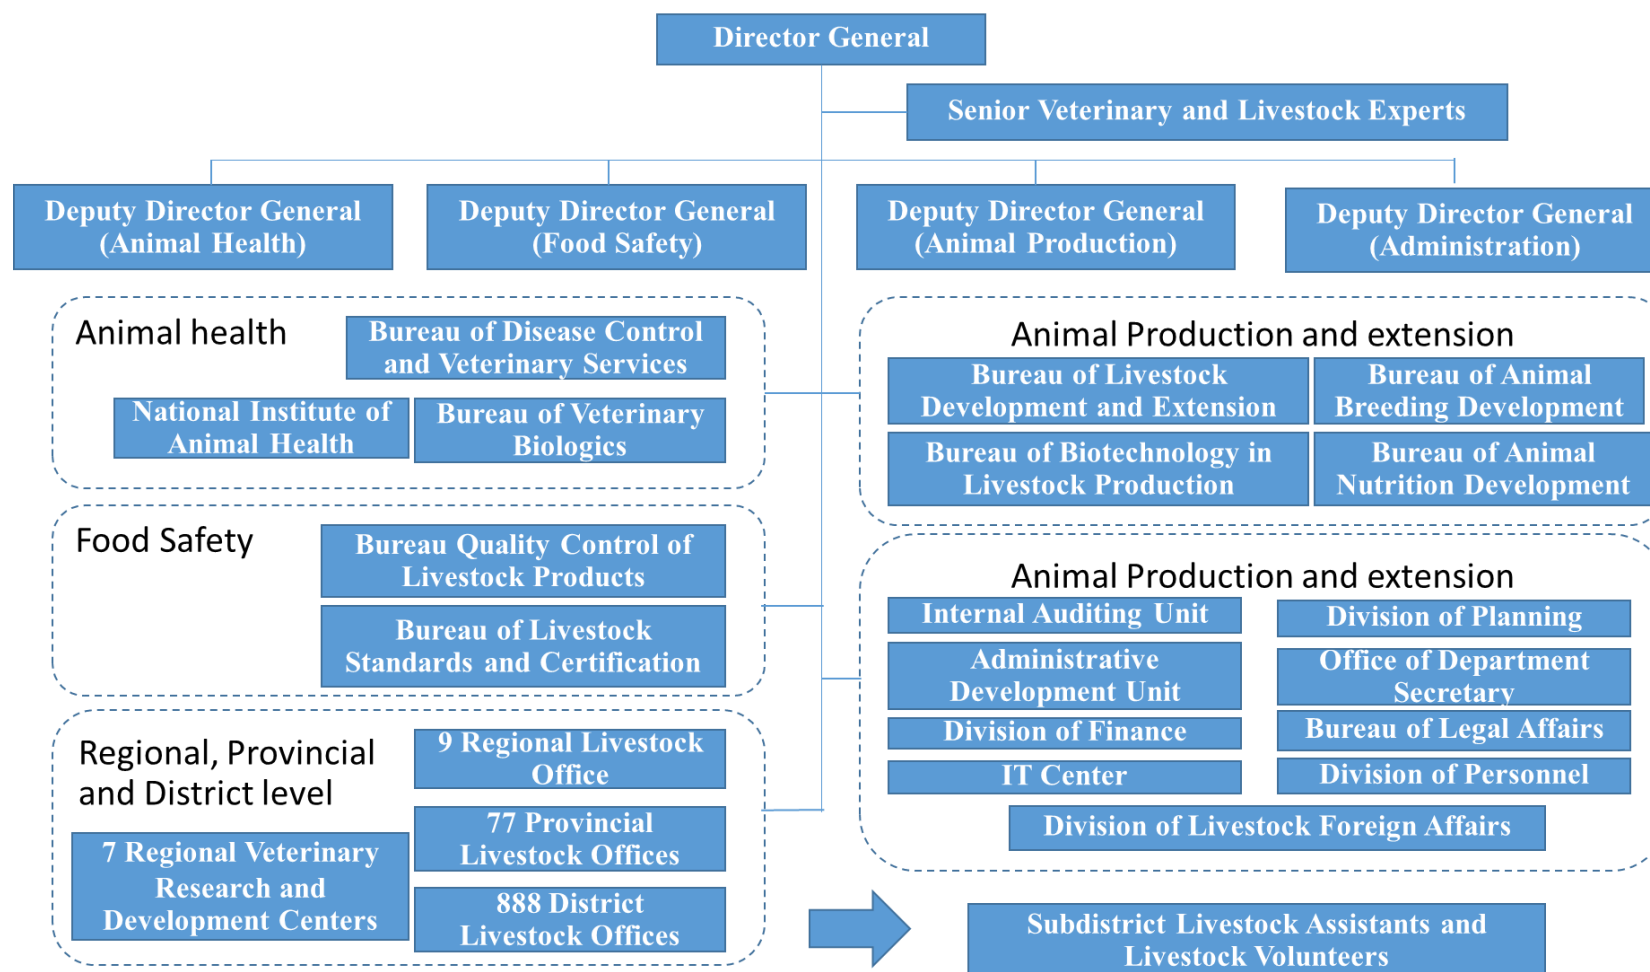 Director General
Senior Veterinary and Livestock Experts
Deputy Director General
(Animal Health)
Deputy Director General
(Food Safety)
Deputy Director General
(Animal Production)
Deputy Director General
(Administration)
Animal health
Bureau of Disease Control
and Veterinary Services
National Institute of
Animal Health
Bureau of Veterinary
Biologics
Food Safety
Bureau Quality Control of
Livestock Products
Bureau of Livestock
Standards and Certification
Regional, Provincial
and District level
9 Regional Livestock
Office
77 Provincial
Livestock Offices
7 Regional Veterinary
Research and
Development Centers
888 District
Livestock Offices
Animal Production and extension
Bureau of Livestock
Development and Extension
Bureau of Animal
Breeding Development
Bureau of Biotechnology in
Livestock Production
Bureau of Animal
Nutrition Development
Animal Production and extension
Internal Auditing Unit
Division of Planning
Administrative
Development Unit
Office of Department
Secretary
Division of Finance
Bureau of Legal Affairs
IT Center
Division of Personnel
Division of Livestock Foreign Affairs
Subdistrict Livestock Assistants and
Livestock Volunteers